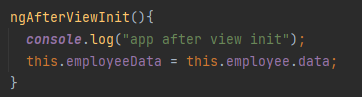 ngAfterViewInit(){
  console.log("app after view init");
  this.employeeData = this.employee.data;
}